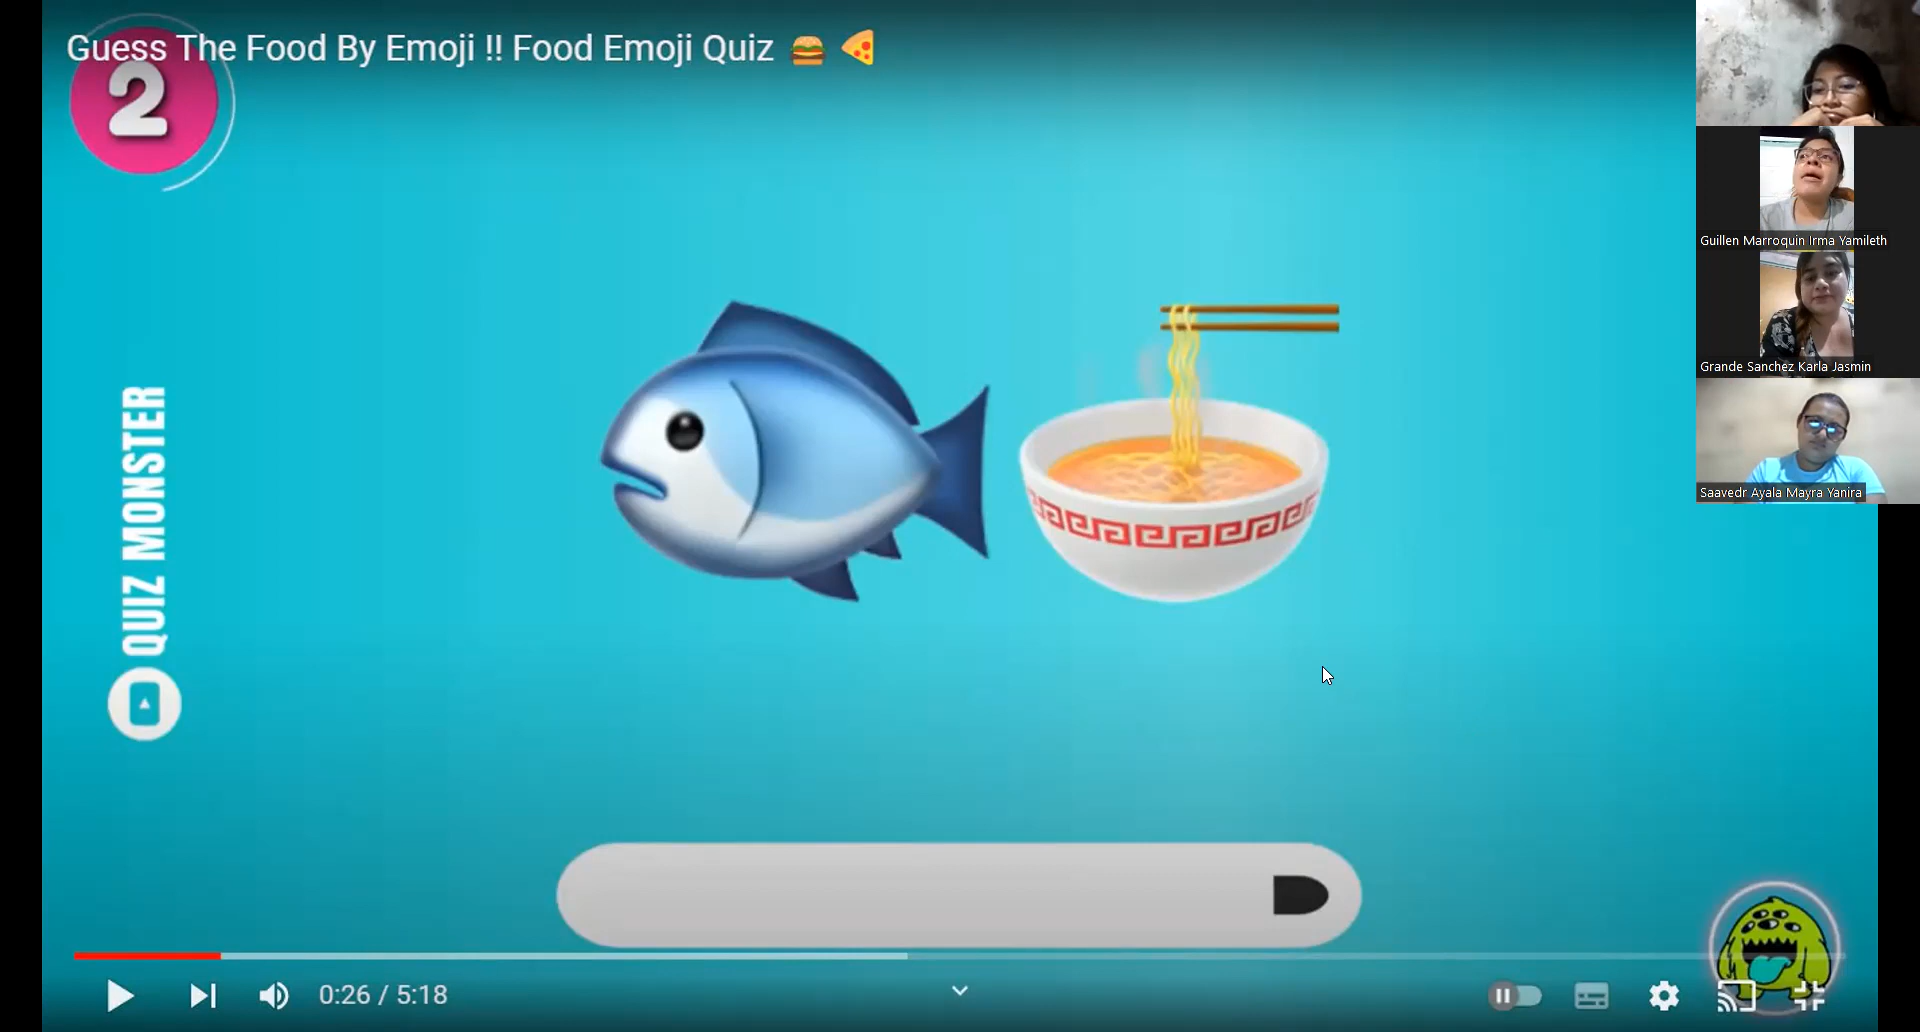 Guess The Food By Emoji !! Food Emoji Quiz 🍔 🍕
2
QUIZ MONSTER
Guillen Marroquin Irma Yamileth
Grande Sanchez Karla Jasmin
Saavedr Ayala Mayra Yanira
0:26 / 5:18